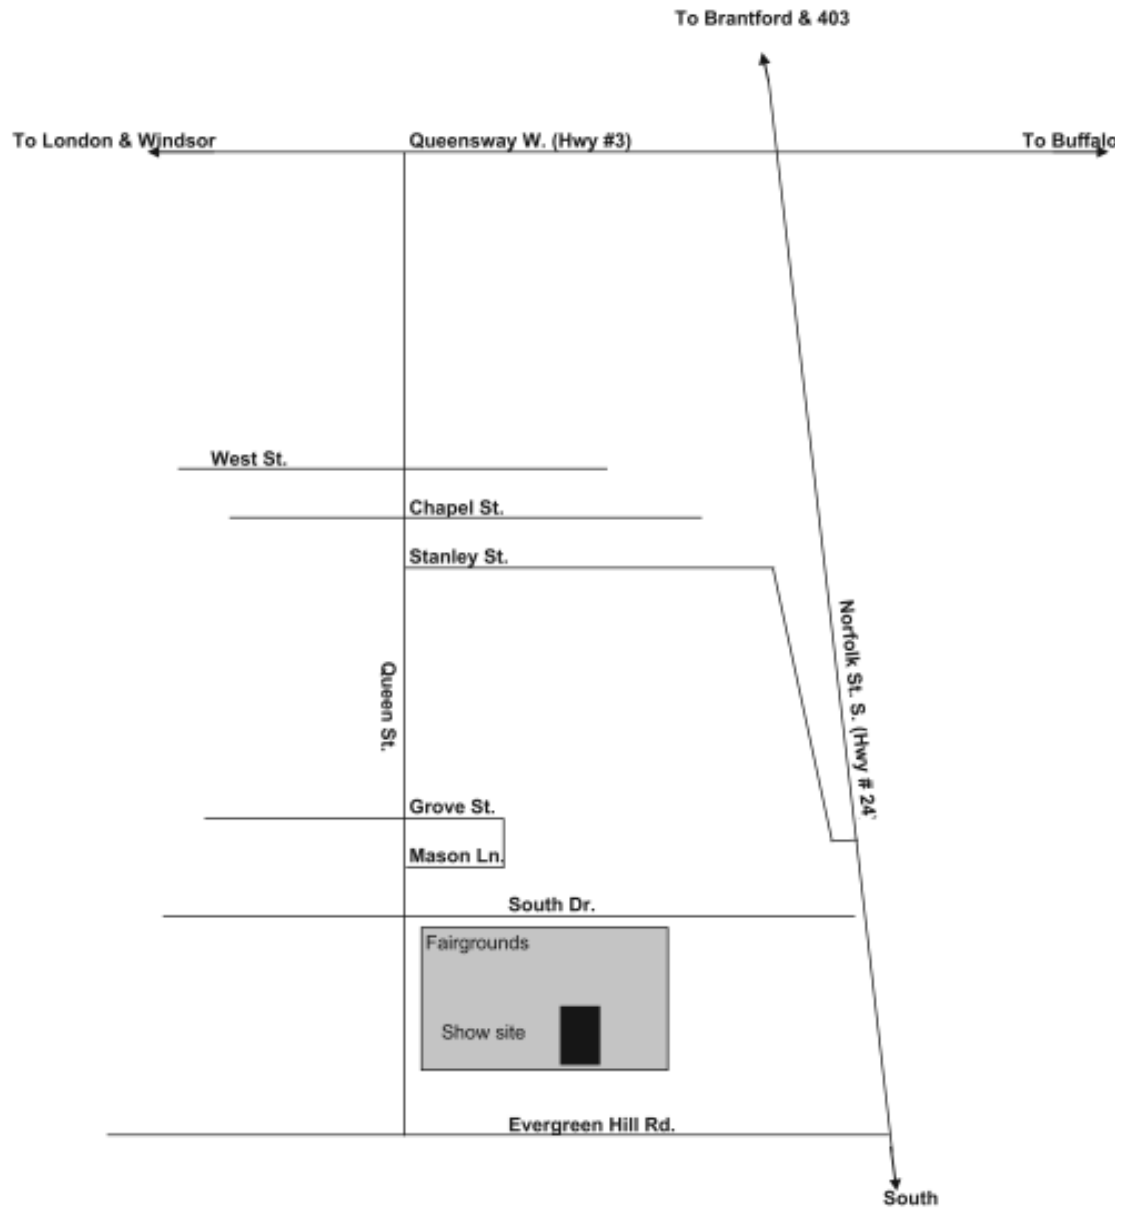 To Brantford & 403
To London & Windsor
Queensway W. (Hwy #3)
To Buffalo
West St.
Chapel St.
Stanley St.
Norfolk St. S. (Hwy # 24)
Queen St.
Grove St.
Mason Ln.
South Dr.
Fairgrounds
Show site
Evergreen Hill Rd.
South